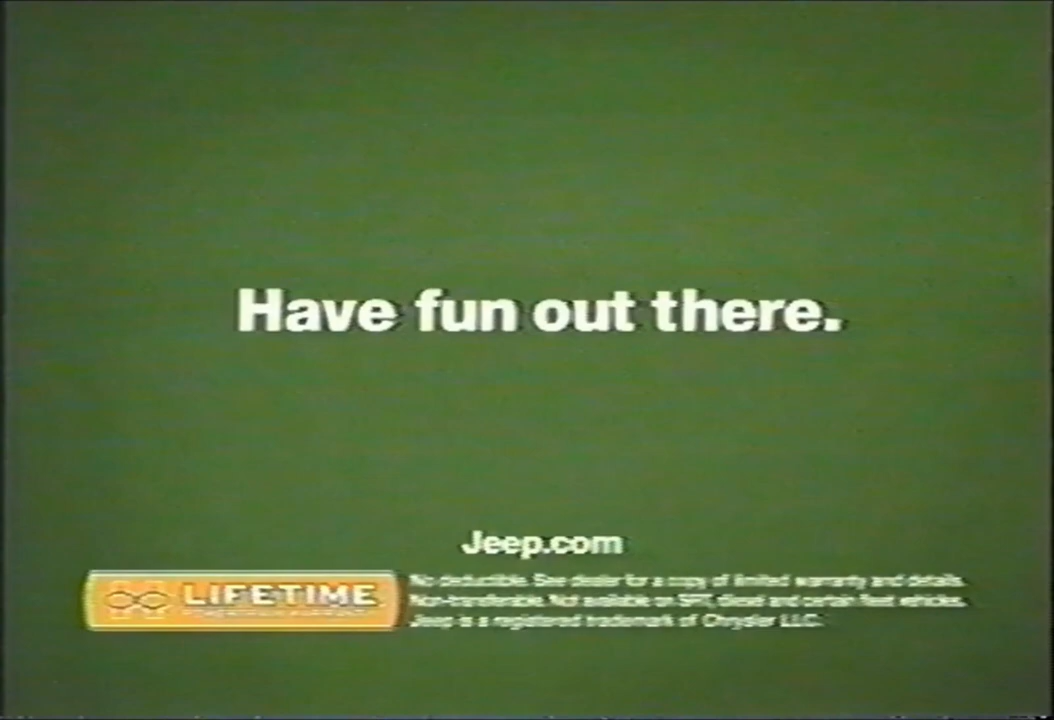 Have fun out there.
Jeep.com
LIFETIME
No deductible. See dealer for a copy of limited warranty and details.
Non-transferable. Not available on SRT, diesel and certain fleet vehicles.
Jeep is a registered trademark of Chrysler LLC.